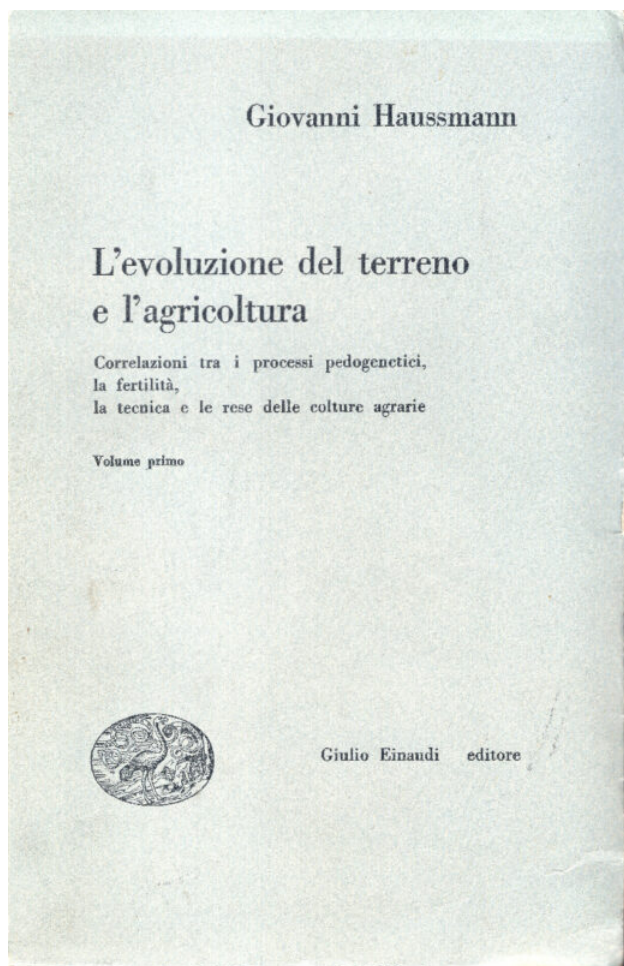 Giovanni Haussmann
L'evoluzione del terreno
e l'agricoltura
Correlazioni tra i processi pedogenetici,
la fertilità,
la tecnica e le rese delle colture agrarie
Volume primo
Giulio Einaudi editore